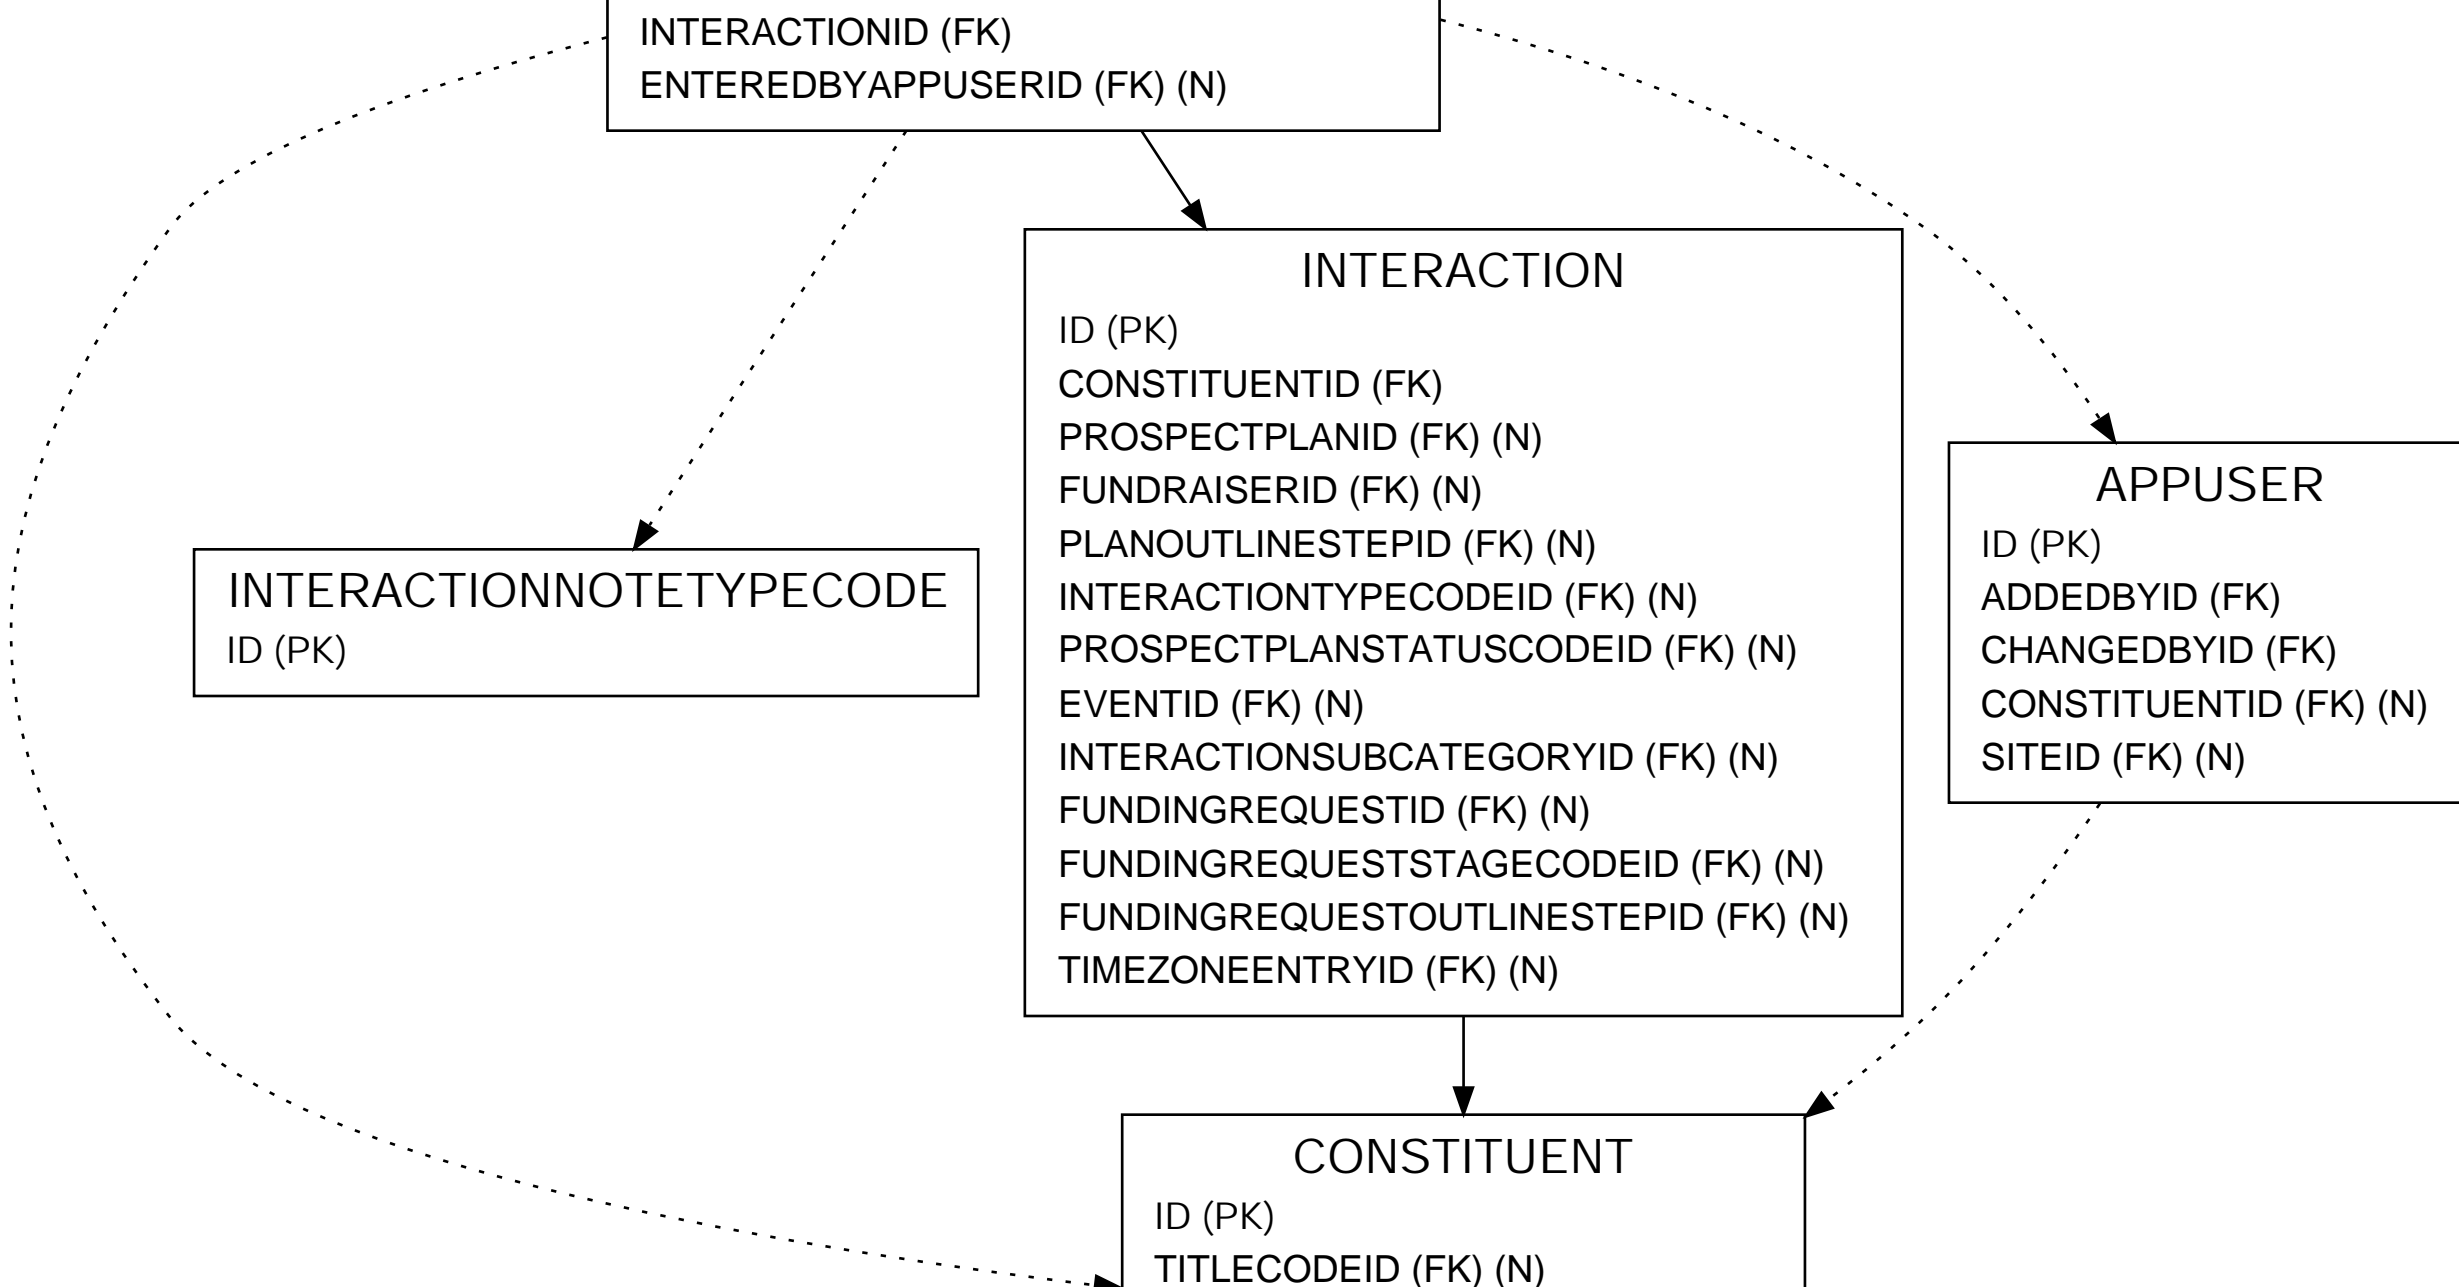 INTERACTIONID (FK)
ENTEREDBYAPPUSERID (FK) (N)
INTERACTION
ID (PK)
CONSTITUENTID (FK)
PROSPECTPLANID (FK) (N)
FUNDRAISERID (FK) (N)
PLANOUTLINESTEPID (FK) (N)
INTERACTIONTYPECODEID (FK) (N)
PROSPECTPLANSTATUSCODEID (FK) (N)
EVENTID (FK) (N)
INTERACTIONSUBCATEGORYID (FK) (N)
FUNDINGREQUESTID (FK) (N)
FUNDINGREQUESTSTAGECODEID (FK) (N)
FUNDINGREQUESTOUTLINESTEPID (FK) (N)
TIMEZONEENTRYID (FK) (N)
APPUSER
ID (PK)
ADDEDBYID (FK)
CHANGEDBYID (FK)
CONSTITUENTID (FK) (N)
SITEID (FK) (N)
INTERACTIONNOTETYPECODE
ID (PK)
CONSTITUENT
ID (PK)
TITLECODEID (FK) (N)